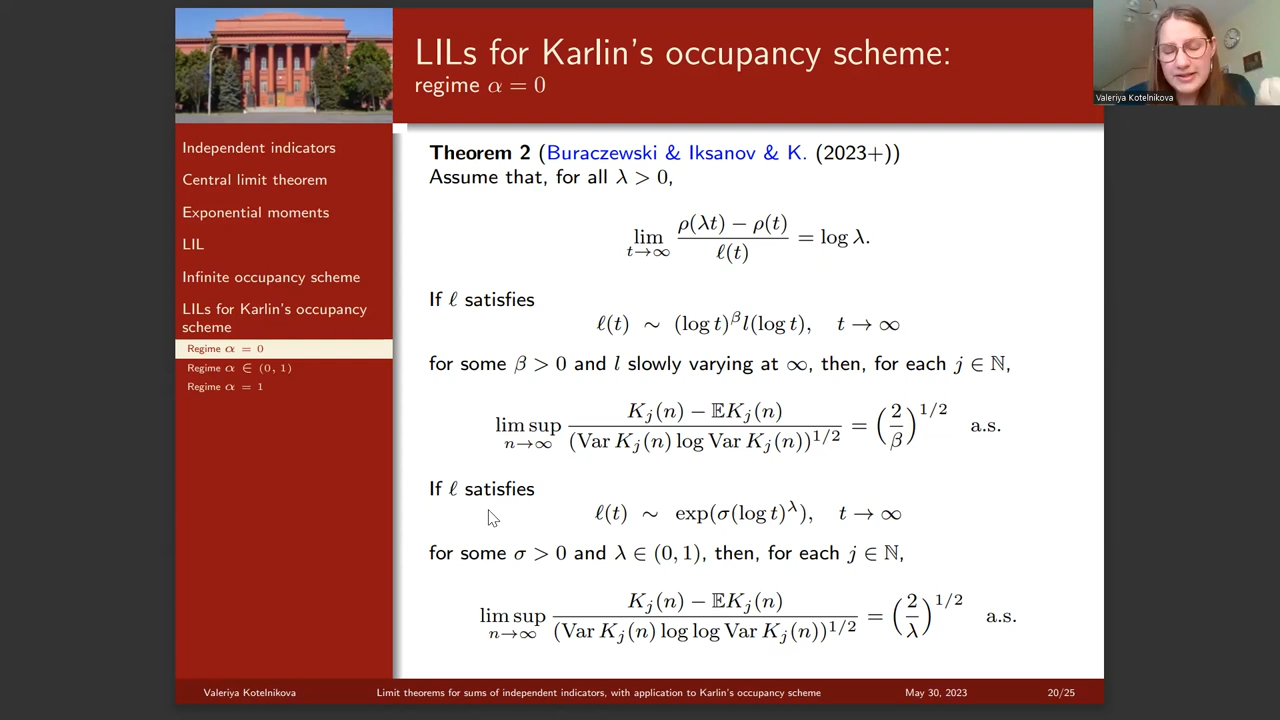 LILs for Karlin's occupancy scheme:
regime α = 0
Valeriya Kotelnikova
Independent indicators
Central limit theorem
Exponential moments
LIL
Infinite occupancy scheme
LILs for Karlin's occupancy
scheme
Regime α = 0
Regime α ∈ (0, 1)
Regime α = 1
Theorem 2 (Buraczewski & Iksanov & K. (2023+))
Assume that, for all λ > 0,
lim_{t→∞} (ρ(λt) − ρ(t)) / ℓ(t) = log λ.
If ℓ satisfies
ℓ(t) ∼ (log t)^β l(log t), t → ∞
for some β > 0 and l slowly varying at ∞, then, for each j ∈ ℕ,
lim sup_{n→∞} (K_j(n) − 𝔼K_j(n)) / (Var K_j(n) log Var K_j(n))^{1/2} = (2/β)^{1/2} a.s.
If ℓ satisfies
ℓ(t) ∼ exp(σ(log t)^λ), t → ∞
for some σ > 0 and λ ∈ (0, 1), then, for each j ∈ ℕ,
lim sup_{n→∞} (K_j(n) − 𝔼K_j(n)) / (Var K_j(n) log log Var K_j(n))^{1/2} = (2/λ)^{1/2} a.s.
Valeriya Kotelnikova Limit theorems for sums of independent indicators, with application to Karlin's occupancy scheme May 30, 2023 20/25